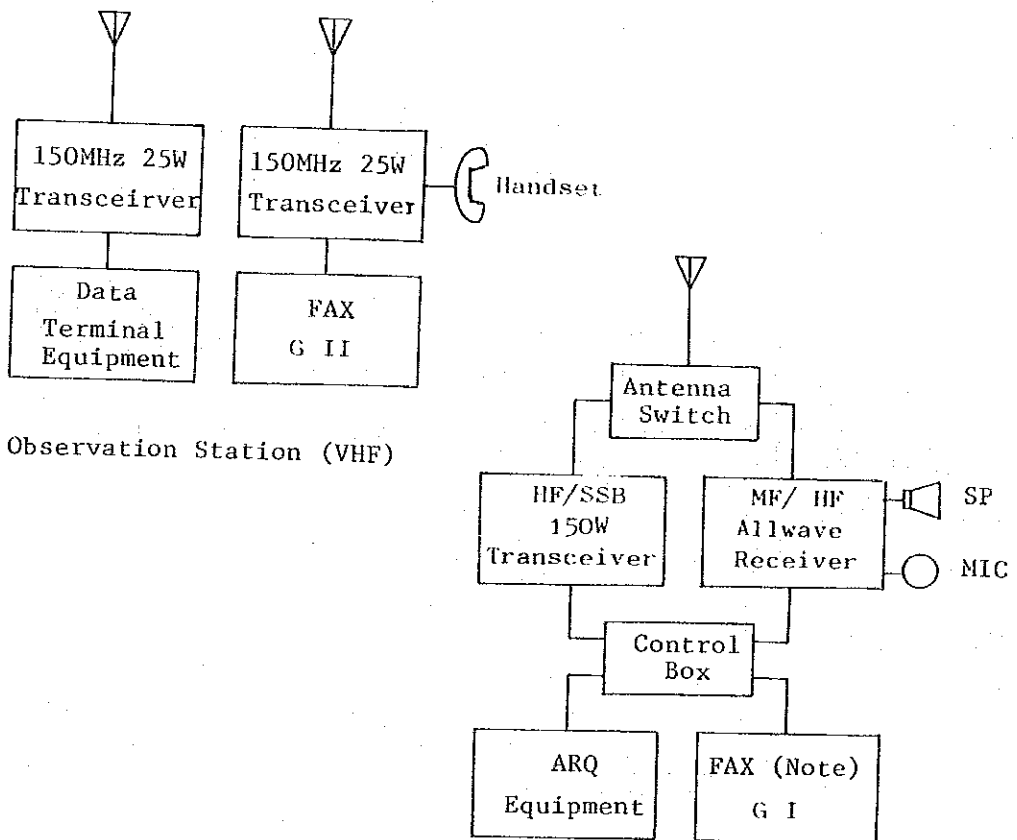 150MHz 25W
Transceirver
Data
Terminal
Equipment
150MHz 25W
Transceiver
Handset
FAX
G II
Observation Station (VHF)
Antenna
Switch
HF/SSB
150W
Transceiver
MF/ HF
Allwave
Receiver
SP
MIC
Control
Box
ARQ
Equipment
FAX (Note)
G I